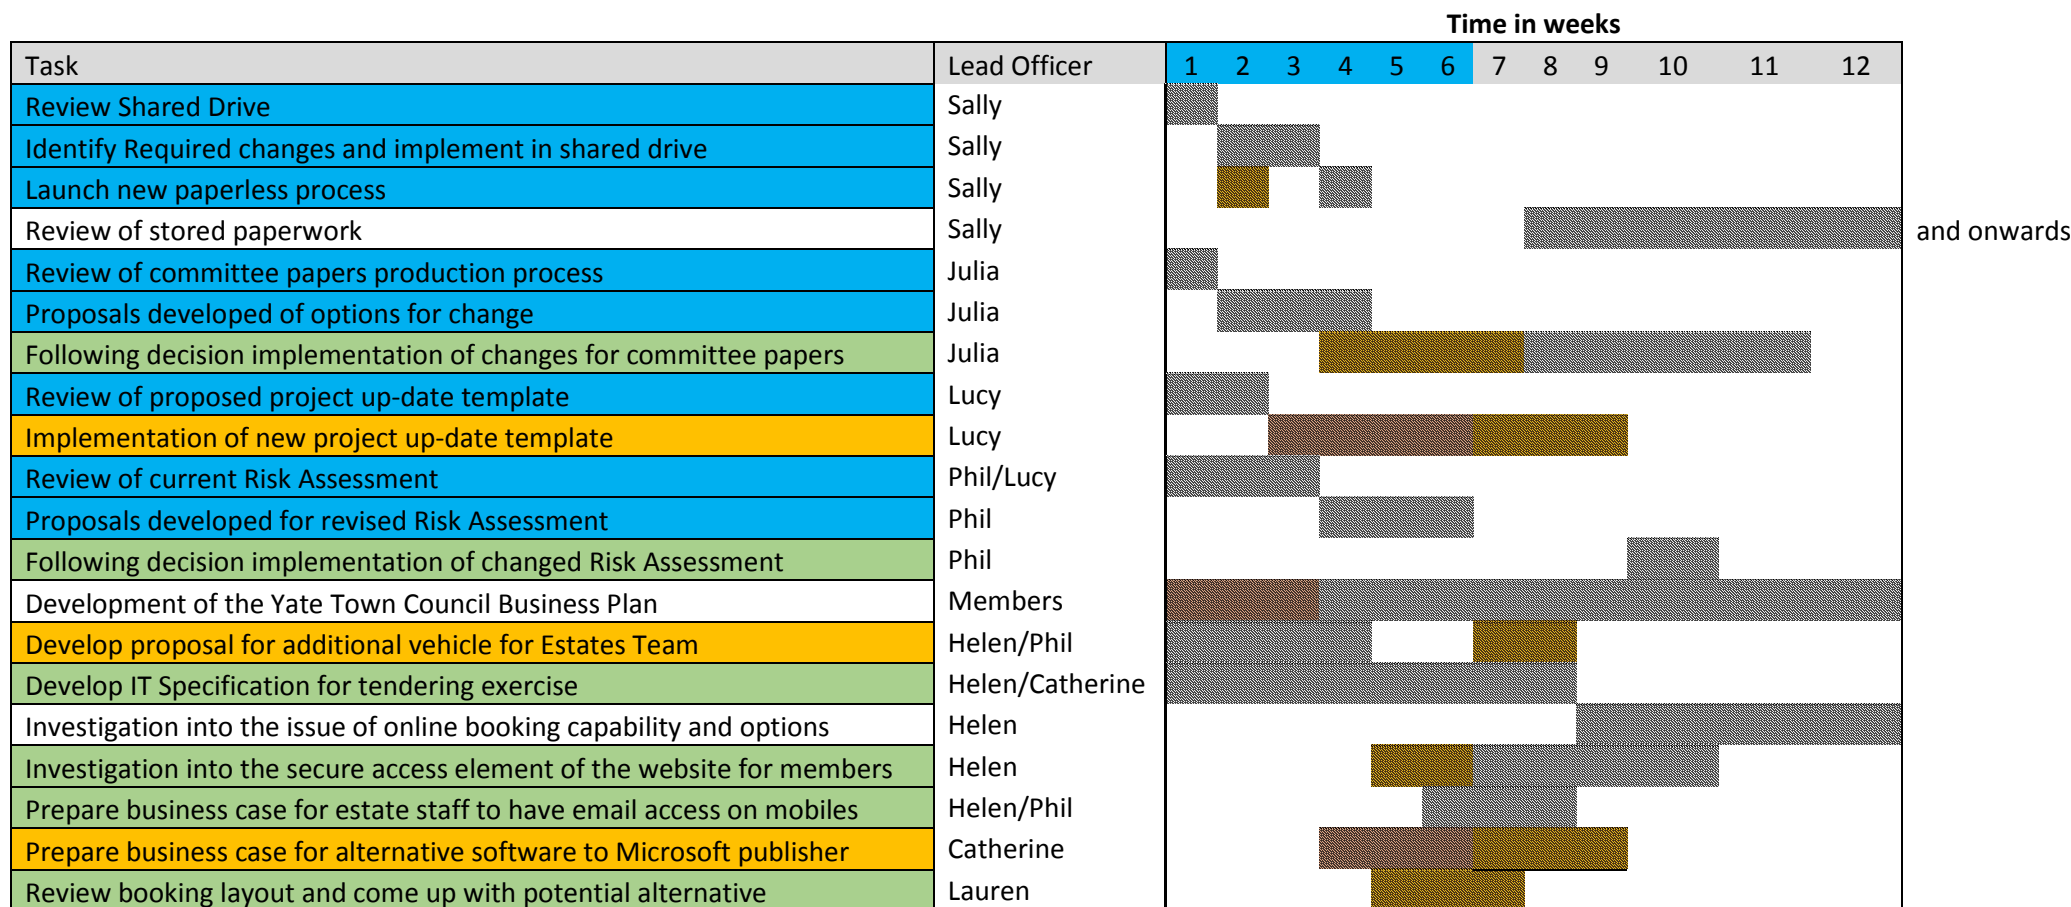 Time in weeks
Task Lead Officer 1 2 3 4 5 6 7 8 9 10 11 12
Review Shared Drive Sally
Identify Required changes and implement in shared drive Sally
Launch new paperless process Sally
Review of stored paperwork Sally and onwards
Review of committee papers production process Julia
Proposals developed of options for change Julia
Following decision implementation of changes for committee papers Julia
Review of proposed project up-date template Lucy
Implementation of new project up-date template Lucy
Review of current Risk Assessment Phil/Lucy
Proposals developed for revised Risk Assessment Phil
Following decision implementation of changed Risk Assessment Phil
Development of the Yate Town Council Business Plan Members
Develop proposal for additional vehicle for Estates Team Helen/Phil
Develop IT Specification for tendering exercise Helen/Catherine
Investigation into the issue of online booking capability and options Helen
Investigation into the secure access element of the website for members Helen
Prepare business case for estate staff to have email access on mobiles Helen/Phil
Prepare business case for alternative software to Microsoft publisher Catherine
Review booking layout and come up with potential alternative Lauren